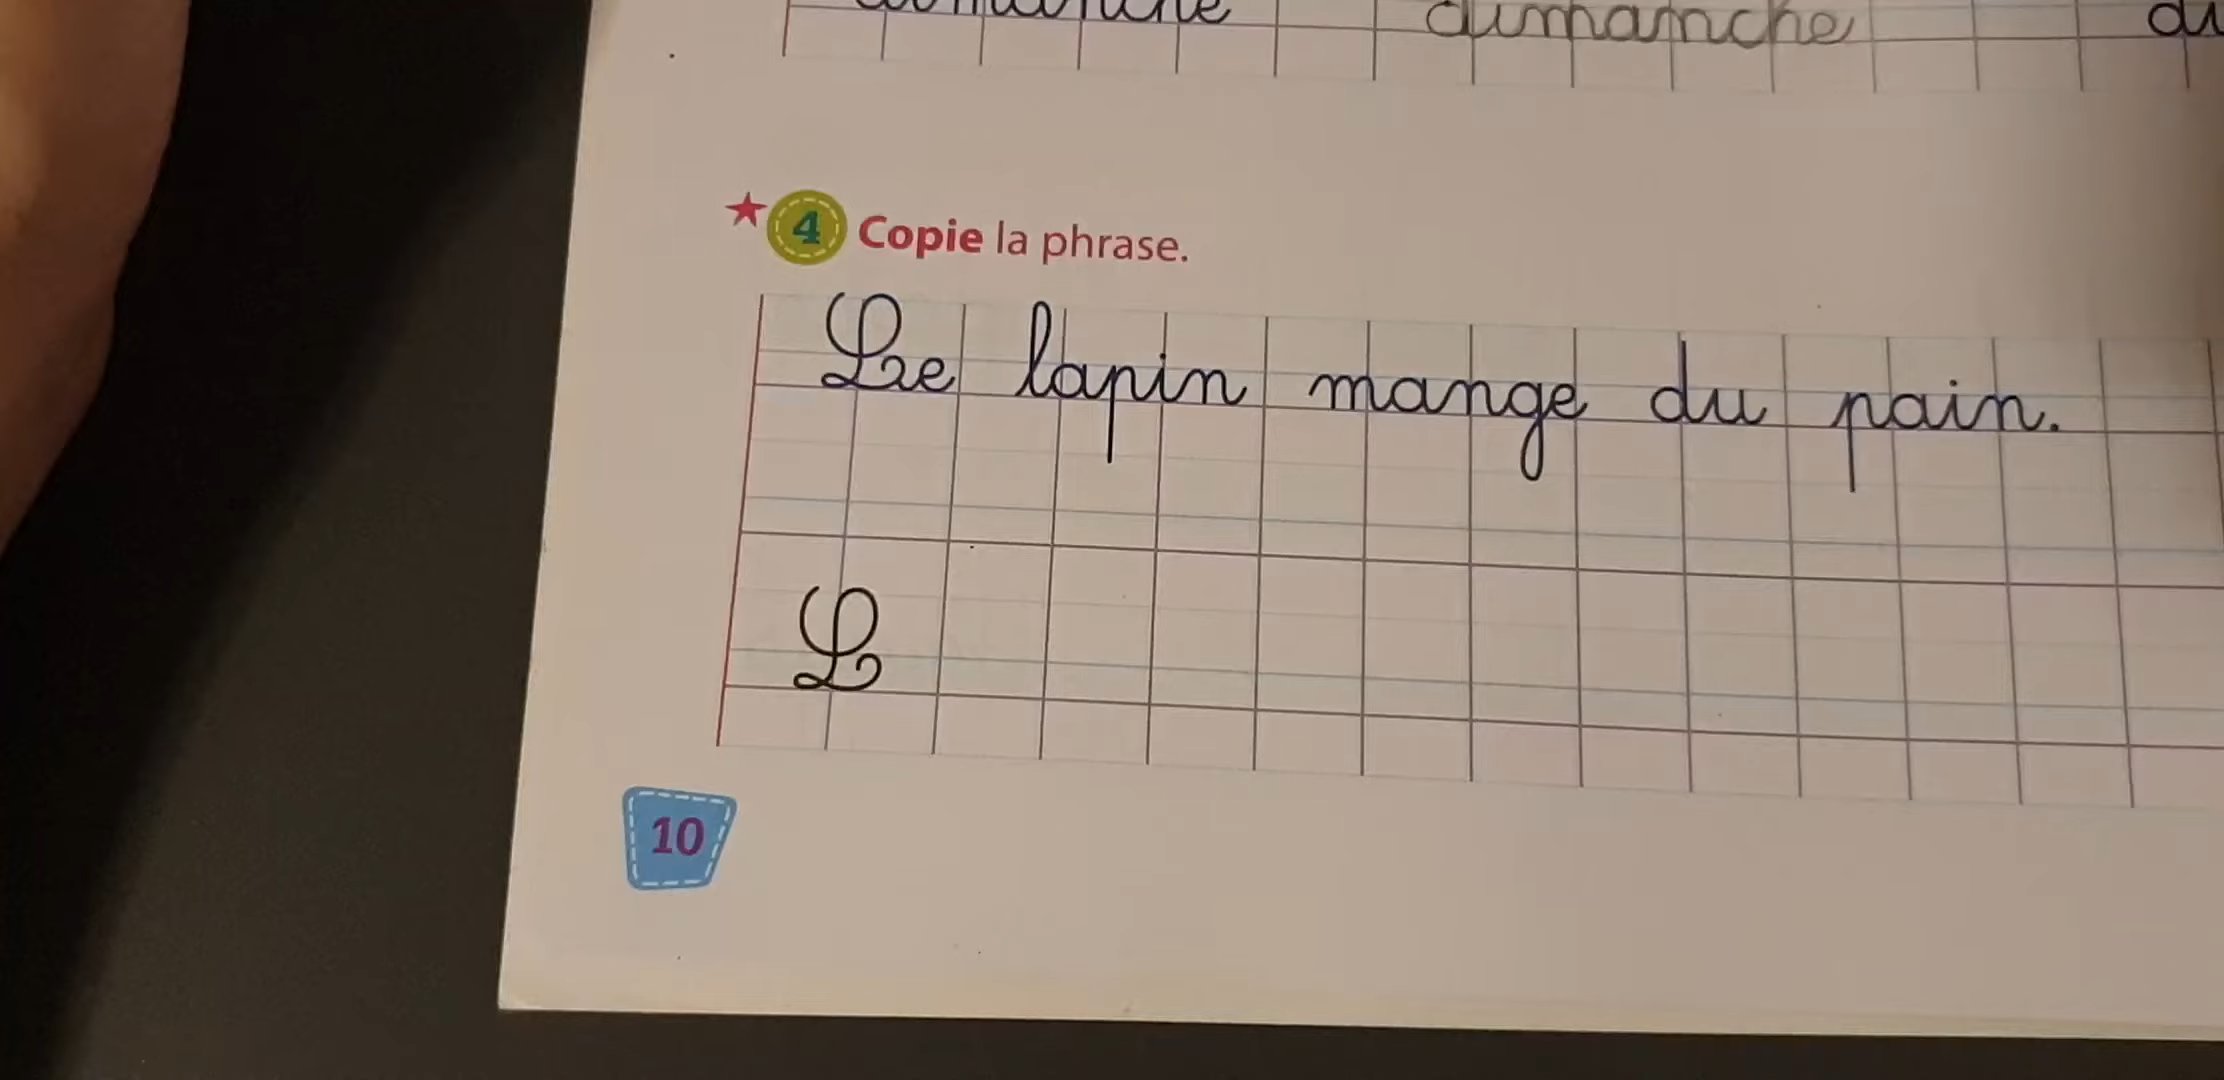 dimanche
4 Copie la phrase.
Le lapin mange du pain.
L
10